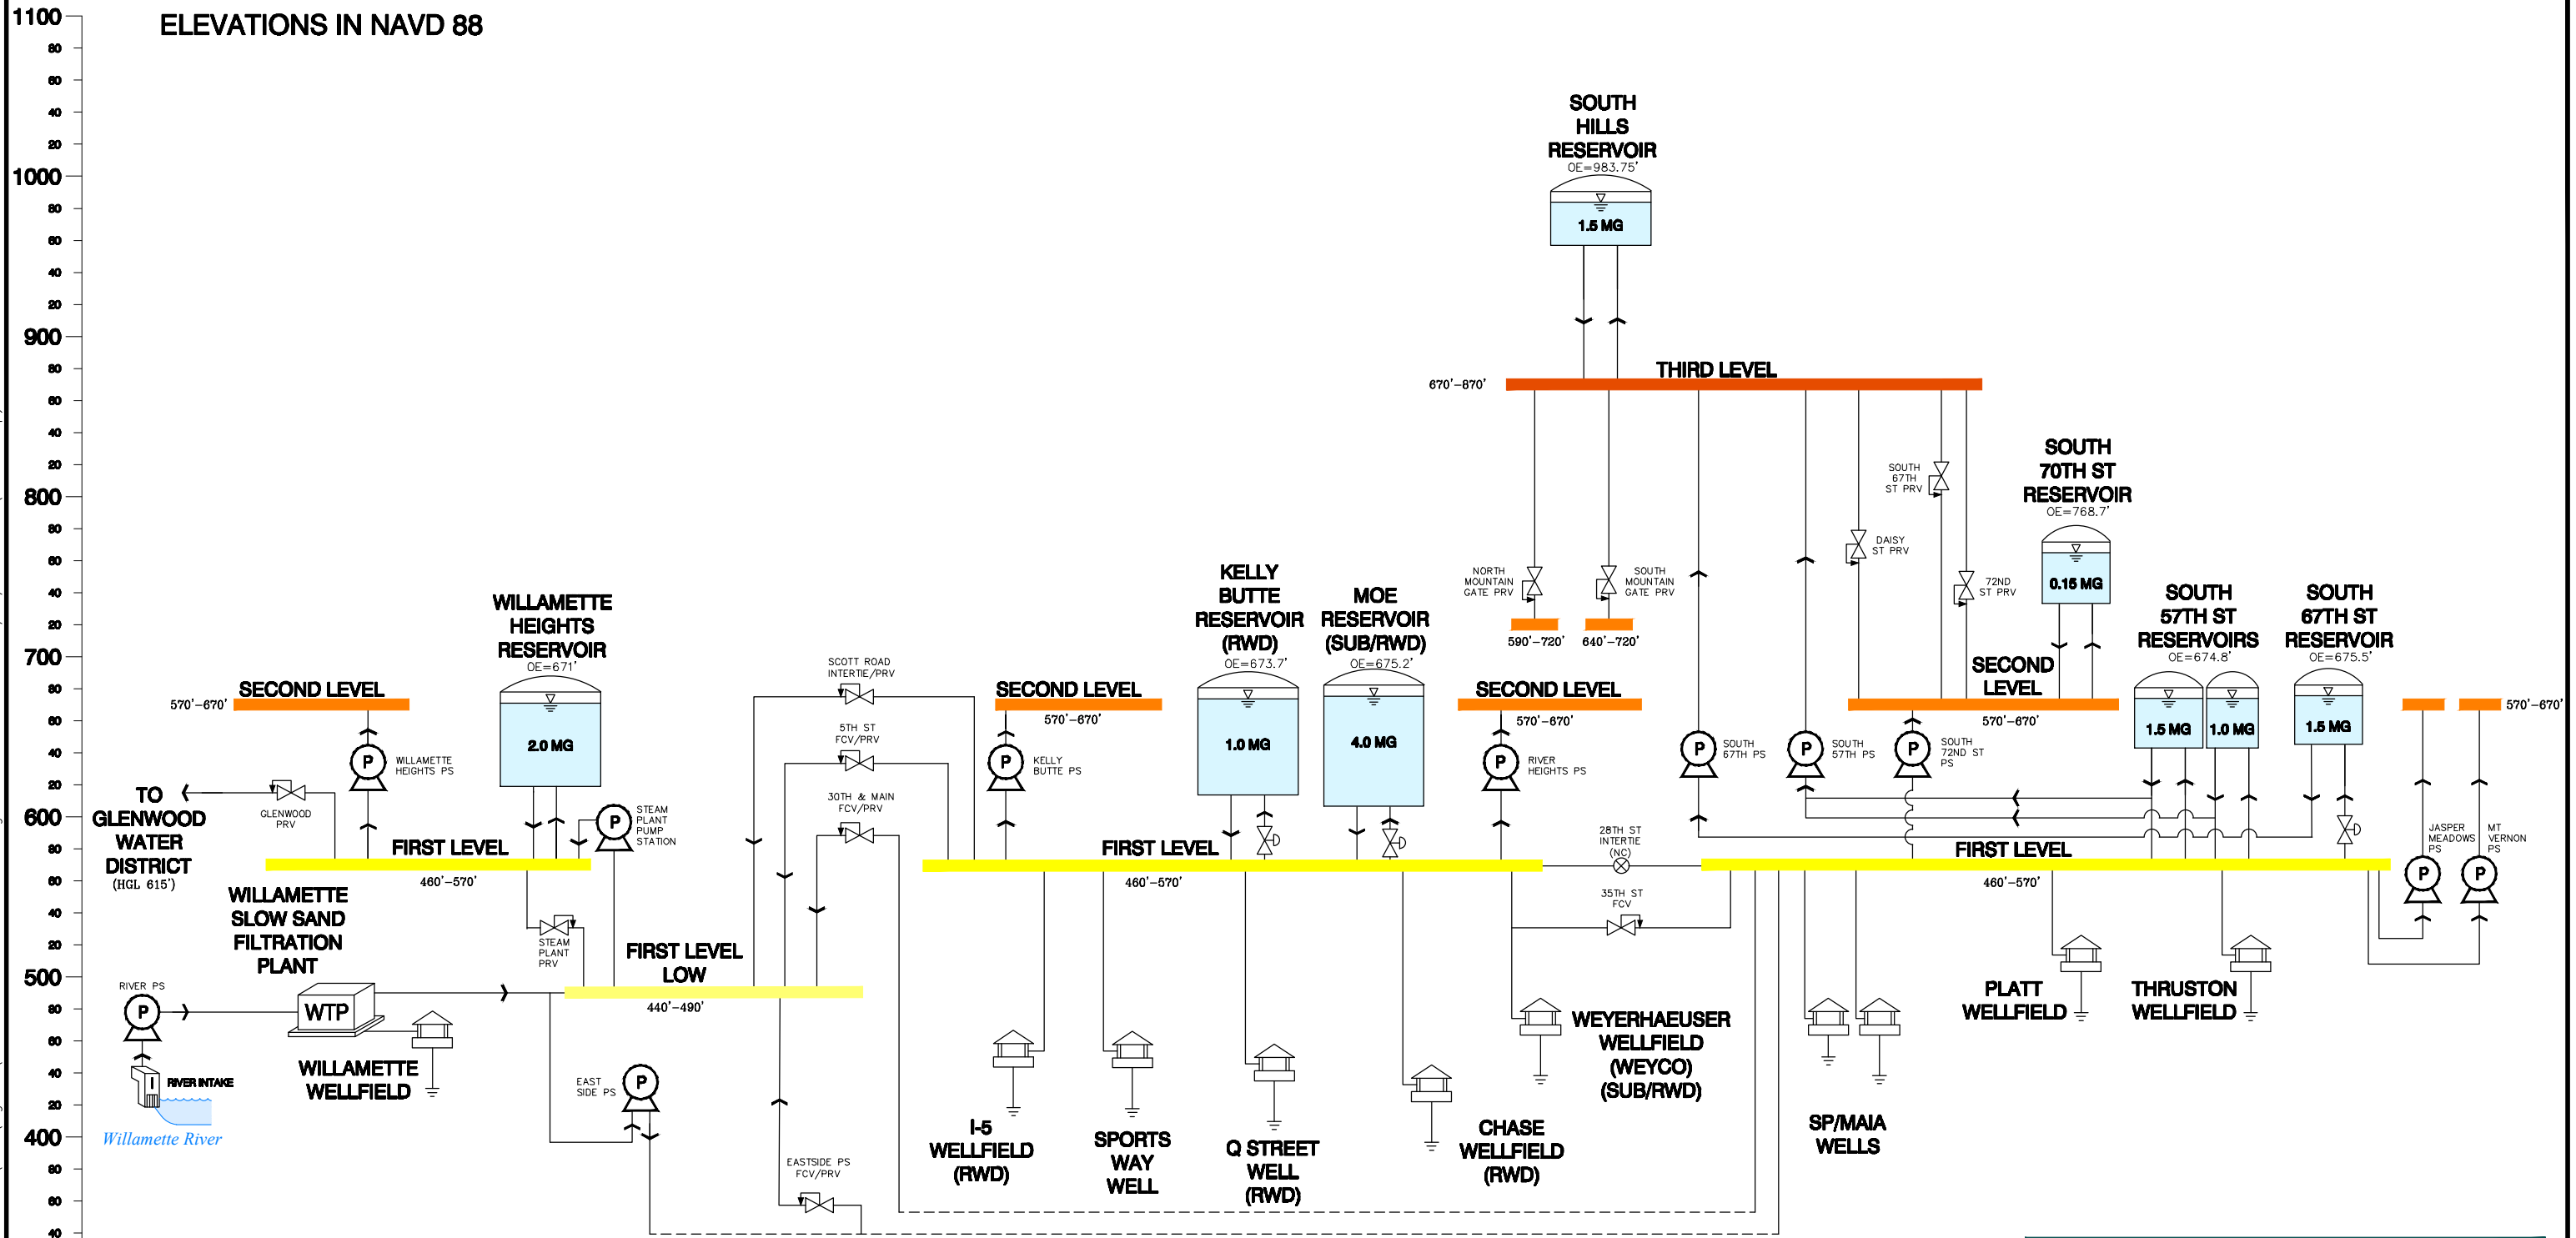 ELEVATIONS IN NAVD 88
1100
80
60
40
20
1000
80
60
40
20
900
80
60
40
20
800
80
60
40
20
700
80
60
40
20
600
80
60
40
20
500
80
60
40
20
400
80
60
40
SOUTH
HILLS
RESERVOIR
OE=983.75'
1.5 MG
THIRD LEVEL
670'-870'
NORTH
MOUNTAIN
GATE PRV
590'-720'
SOUTH
MOUNTAIN
GATE PRV
640'-720'
DAISY
ST PRV
SOUTH
67TH
ST PRV
72ND
ST PRV
SOUTH
70TH ST
RESERVOIR
OE=768.7'
0.15 MG
SECOND
LEVEL
570'-670'
SOUTH
57TH ST
RESERVOIRS
OE=674.8'
1.5 MG
1.0 MG
SOUTH
67TH ST
RESERVOIR
OE=675.5'
1.5 MG
570'-670'
P
SOUTH
67TH PS
P
SOUTH
57TH PS
P
SOUTH
72ND ST
PS
P
JASPER
MEADOWS
PS
P
MT
VERNON
PS
FIRST LEVEL
460'-570'
PLATT
WELLFIELD
THRUSTON
WELLFIELD
SP/MAIA
WELLS
SECOND LEVEL
570'-670'
P
WILLAMETTE
HEIGHTS PS
WILLAMETTE
HEIGHTS
RESERVOIR
OE=671'
2.0 MG
TO
GLENWOOD
WATER
DISTRICT
(HGL 615')
GLENWOOD
PRV
FIRST LEVEL
460'-570'
P
STEAM
PLANT
PUMP
STATION
STEAM
PLANT
PRV
WILLAMETTE
SLOW SAND
FILTRATION
PLANT
RIVER PS
P
WTP
I
RIVER INTAKE
Willamette River
WILLAMETTE
WELLFIELD
FIRST LEVEL
LOW
440'-490'
EAST
SIDE PS
P
EASTSIDE PS
FCV/PRV
SCOTT ROAD
INTERTIE/PRV
5TH ST
FCV/PRV
30TH & MAIN
FCV/PRV
SECOND LEVEL
570'-670'
P
KELLY
BUTTE PS
KELLY
BUTTE
RESERVOIR
(RWD)
OE=673.7'
1.0 MG
MOE
RESERVOIR
(SUB/RWD)
OE=675.2'
4.0 MG
SECOND LEVEL
570'-670'
P
RIVER
HEIGHTS PS
FIRST LEVEL
460'-570'
28TH ST
INTERTIE
(NC)
35TH ST
FCV
I-5
WELLFIELD
(RWD)
SPORTS
WAY
WELL
Q STREET
WELL
(RWD)
CHASE
WELLFIELD
(RWD)
WEYERHAEUSER
WELLFIELD
(WEYCO)
(SUB/RWD)